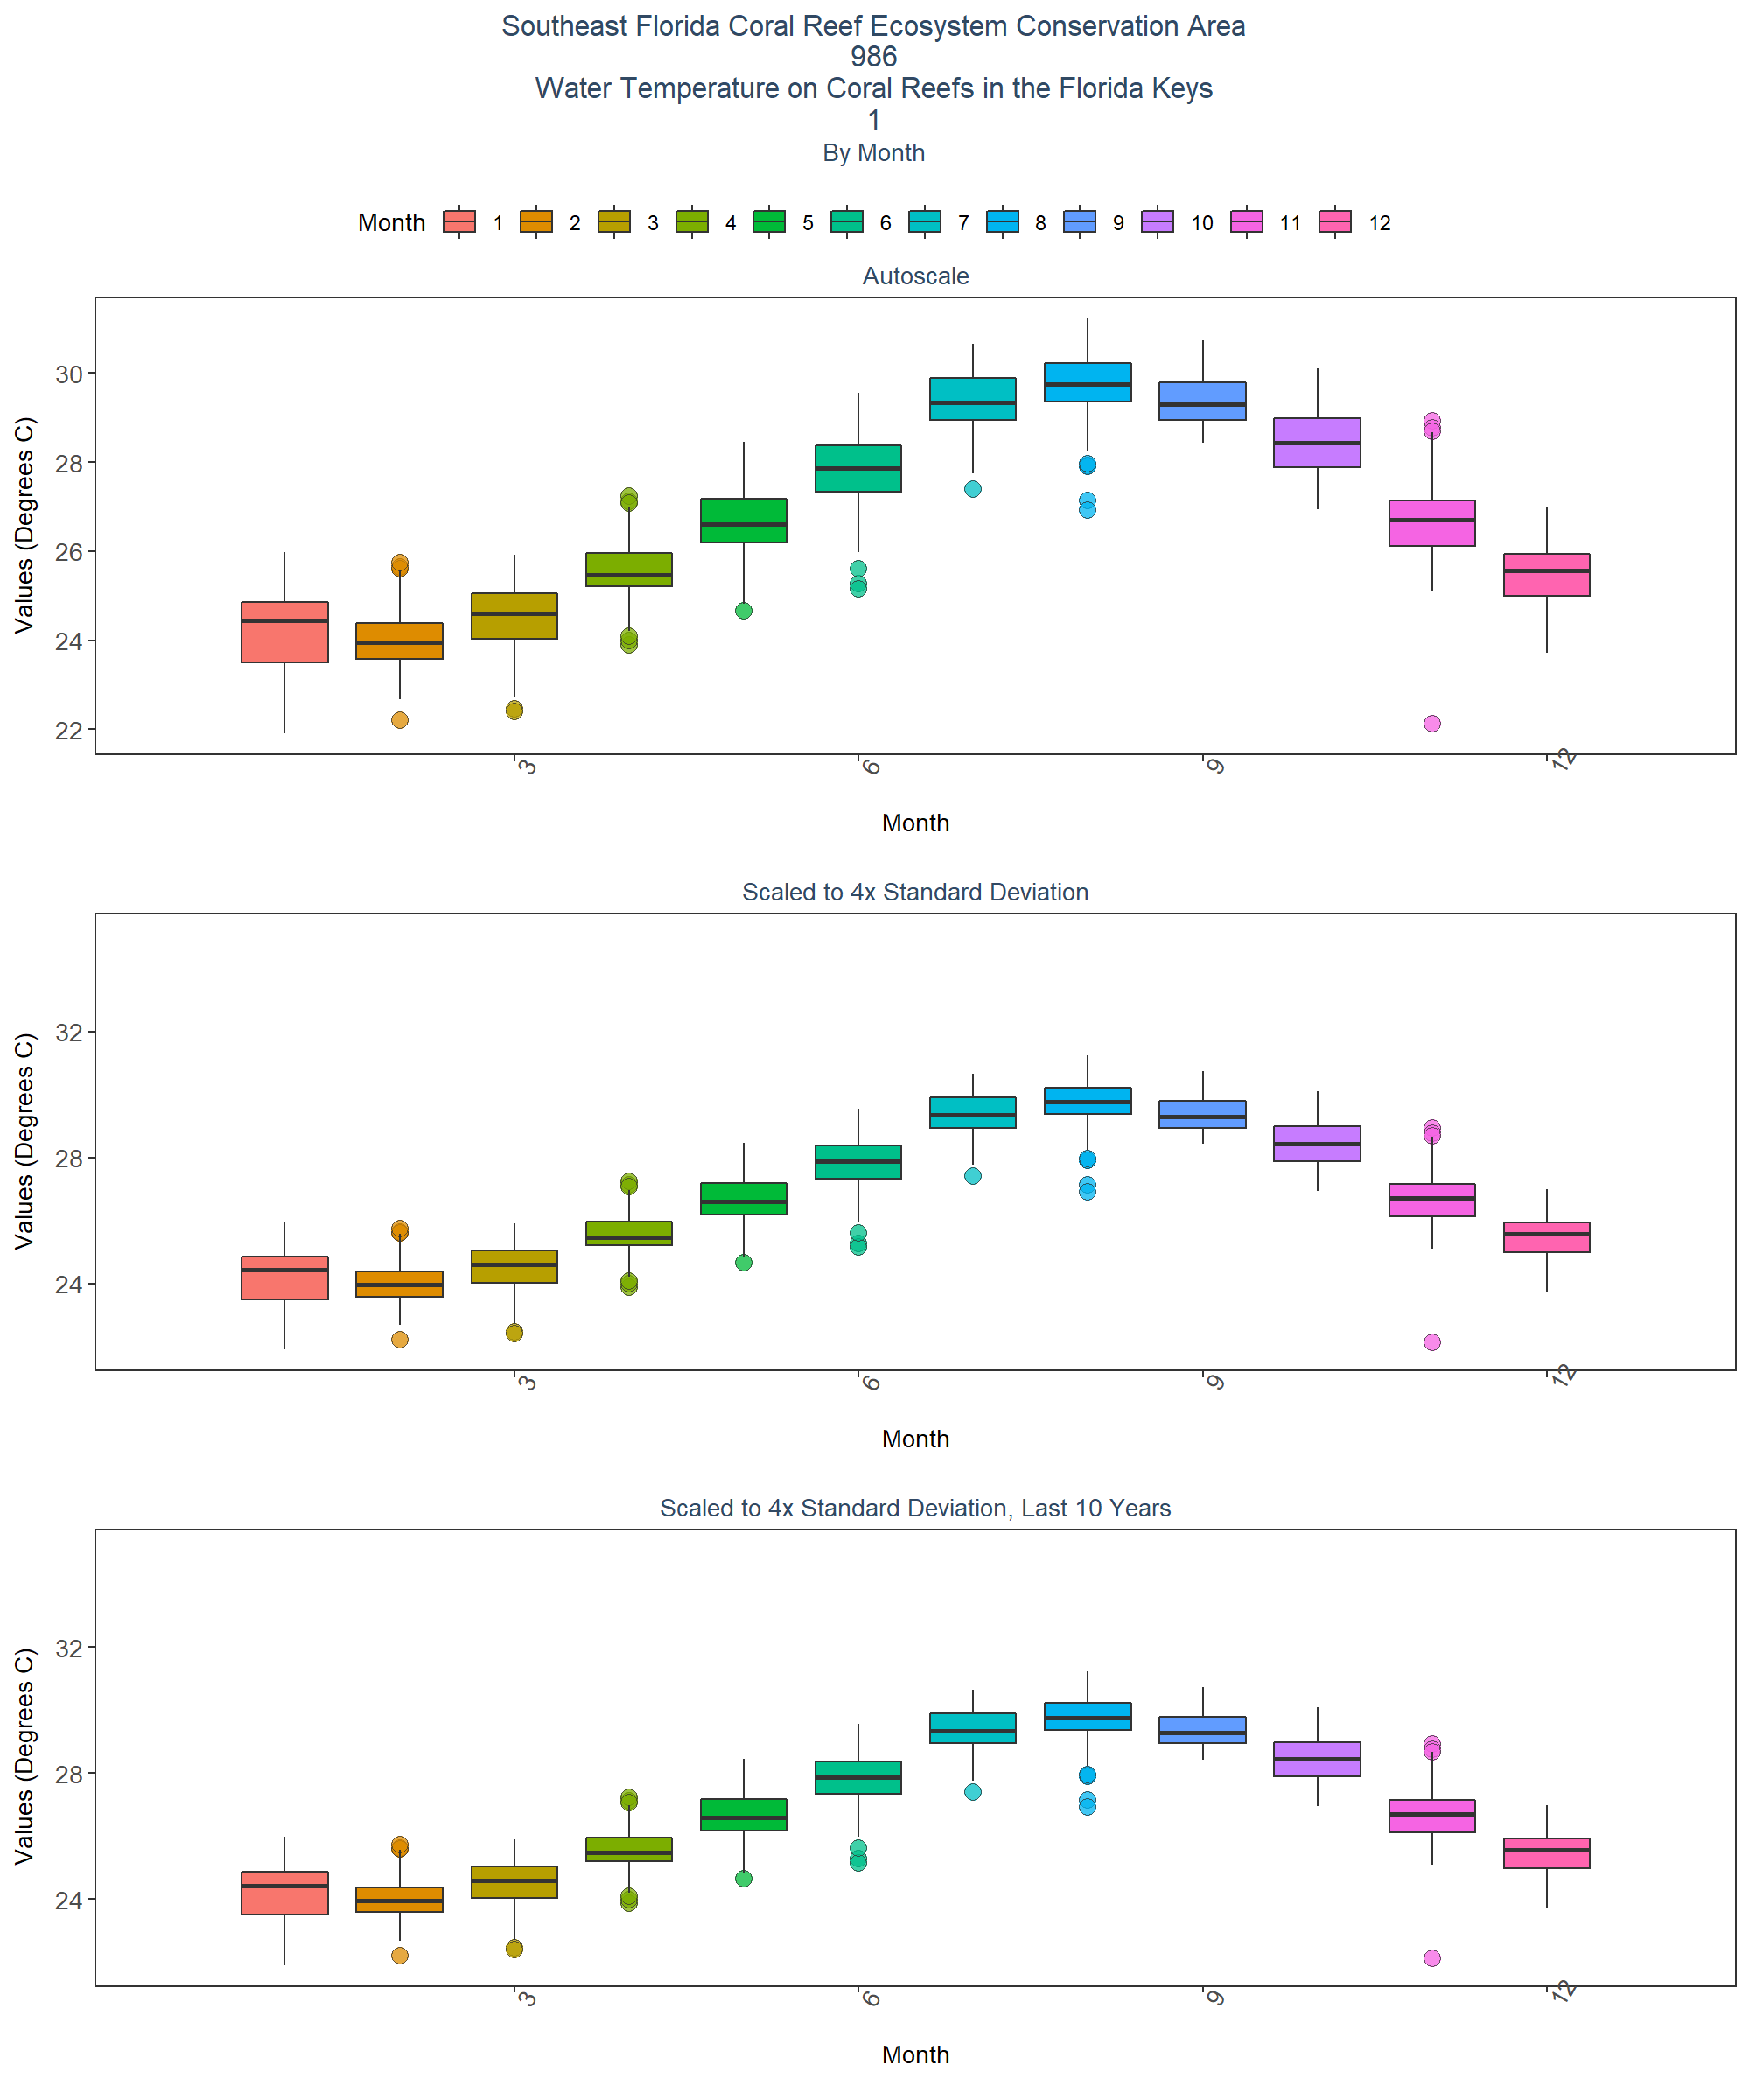 Southeast Florida Coral Reef Ecosystem Conservation Area
986
Water Temperature on Coral Reefs in the Florida Keys
1
By Month
Month 1 2 3 4 5 6 7 8 9 10 11 12
Autoscale
Values (Degrees C)
30
28
26
24
22
3 6 9 12
Month
Scaled to 4x Standard Deviation
Values (Degrees C)
32
28
24
3 6 9 12
Month
Scaled to 4x Standard Deviation, Last 10 Years
Values (Degrees C)
32
28
24
3 6 9 12
Month